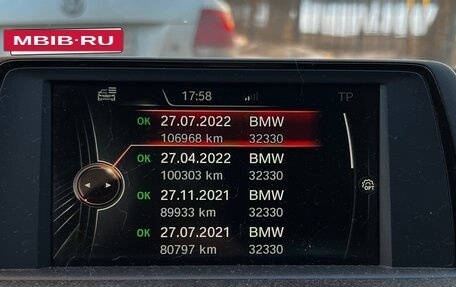 MBIB-RU
17:58 TP
OK 27.07.2022 BMW
106968 km 32330
OK 27.04.2022 BMW
100303 km 32330
OK 27.11.2021 BMW
89933 km 32330
OK 27.07.2021 BMW
80797 km 32330
OPT